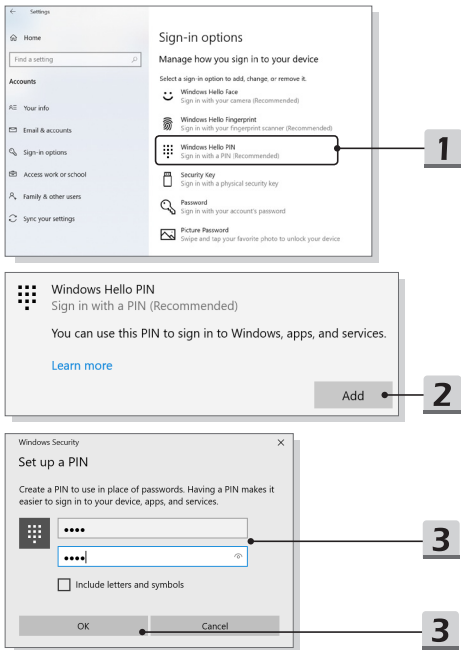 Settings
Home
Find a setting
Accounts
Your info
Email & accounts
Sign-in options
Access work or school
Family & other users
Sync your settings
Sign-in options
Manage how you sign in to your device
Select a sign-in option to add, change, or remove it.
Windows Hello Face
Sign in with your camera (Recommended)
Windows Hello Fingerprint
Sign in with your fingerprint scanner (Recommended)
Windows Hello PIN
Sign in with a PIN (Recommended)
Security Key
Sign in with a physical security key
Password
Sign in with your account's password
Picture Password
Swipe and tap your favorite photo to unlock your device
1
Windows Hello PIN
Sign in with a PIN (Recommended)
You can use this PIN to sign in to Windows, apps, and services.
Learn more
Add
2
Windows Security
Set up a PIN
Create a PIN to use in place of passwords. Having a PIN makes it
easier to sign in to your device, apps, and services.
3
Include letters and symbols
OK
Cancel
3